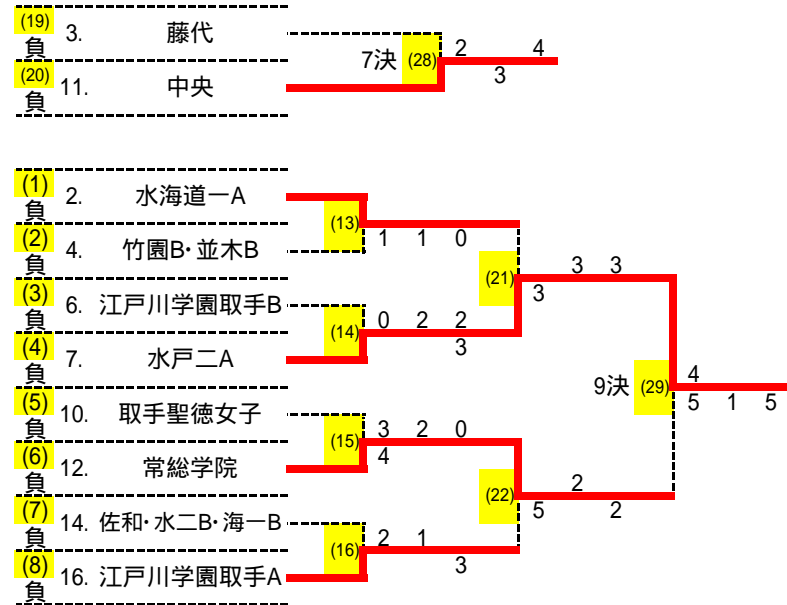 (19)
負 3. 藤代
7決 (28) 2 4
3
(20)
負 11. 中央
(1)
負 2. 水海道一A
(13)
1 1 0
(2)
負 4. 竹園B・並木B
(21) 3 3
3
(3)
負 6. 江戸川学園取手B
(14) 0 2 2
3
(4)
負 7. 水戸二A
9決 (29) 4
5 1 5
(5)
負 10. 取手聖徳女子
(15) 3 2 0
4
(6)
負 12. 常総学院
(22) 2
5 2
(7)
負 14. 佐和・水二B・海一B
(16) 2 1
3
(8)
負 16. 江戸川学園取手A